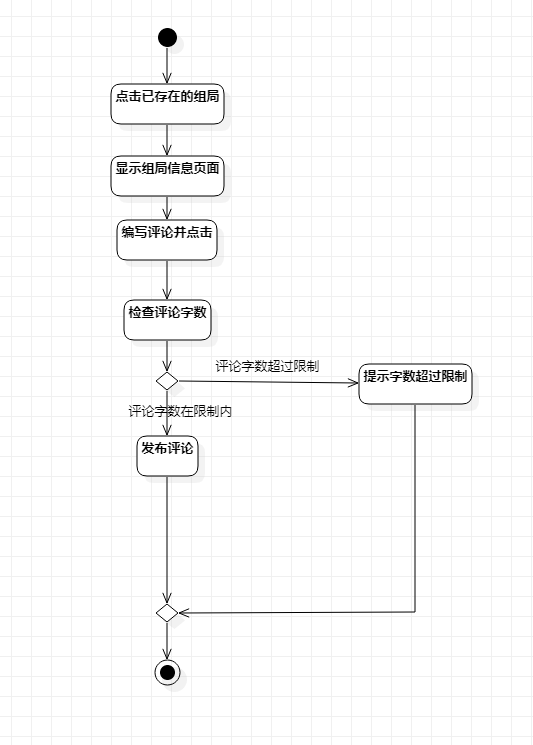 点击已存在的组局
显示组局信息页面
编写评论并点击
检查评论字数
评论字数超过限制
提示字数超过限制
评论字数在限制内
发布评论